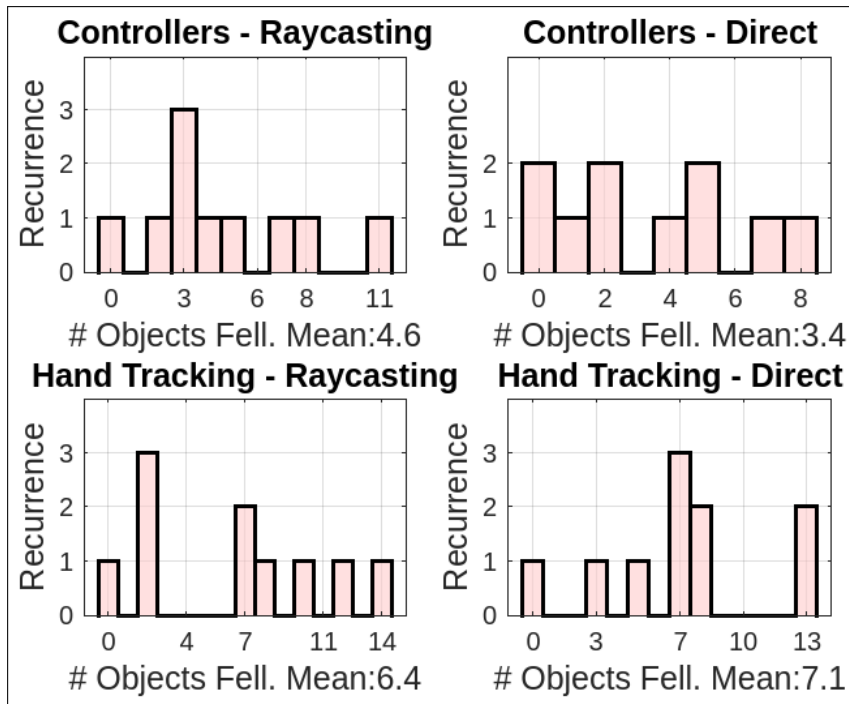 Controllers - Raycasting
Recurrence
3
2
1
0
0 3 6 8 11
# Objects Fell. Mean:4.6
Controllers - Direct
Recurrence
2
1
0
0 2 4 6 8
# Objects Fell. Mean:3.4
Hand Tracking - Raycasting
Recurrence
3
2
1
0
0 4 7 11 14
# Objects Fell. Mean:6.4
Hand Tracking - Direct
Recurrence
3
2
1
0
0 3 7 10 13
# Objects Fell. Mean:7.1